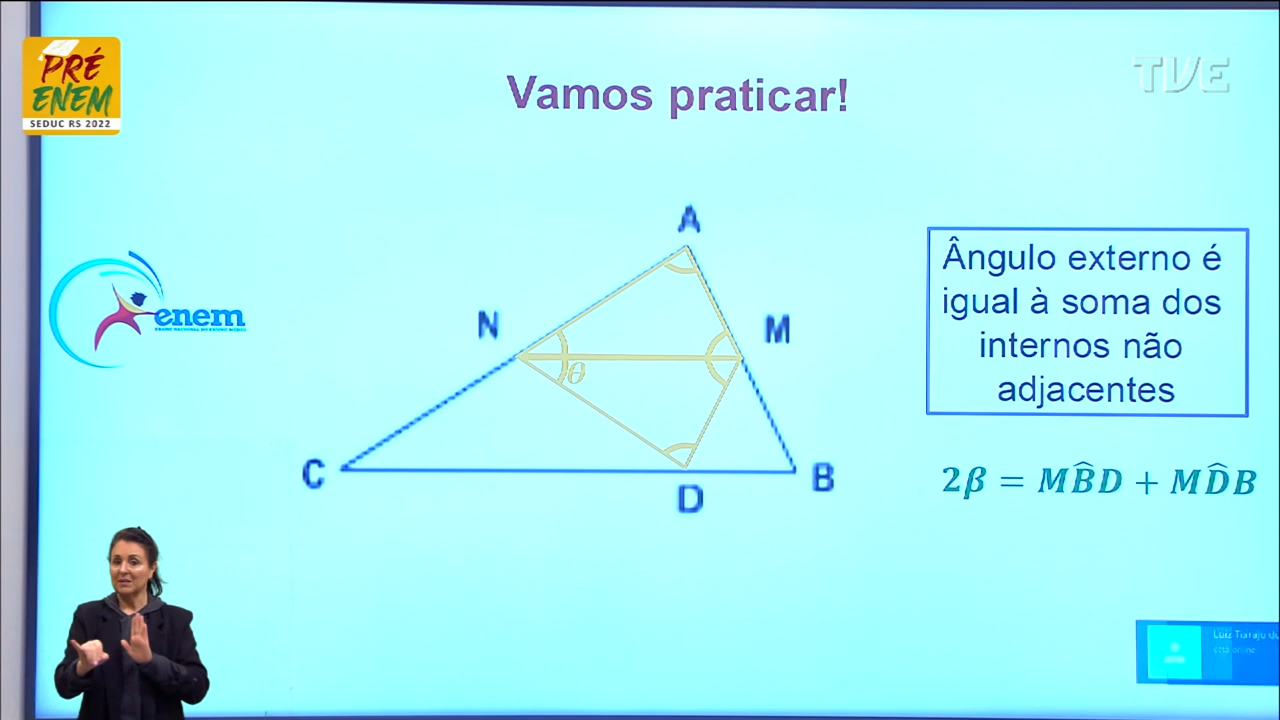 PRÉ
ENEM
SEDUC RS 2022
TVE
Vamos praticar!
enem
A
N
M
θ
C
B
D
Ângulo externo é
igual à soma dos
internos não
adjacentes
2β = MB̂D + MD̂B